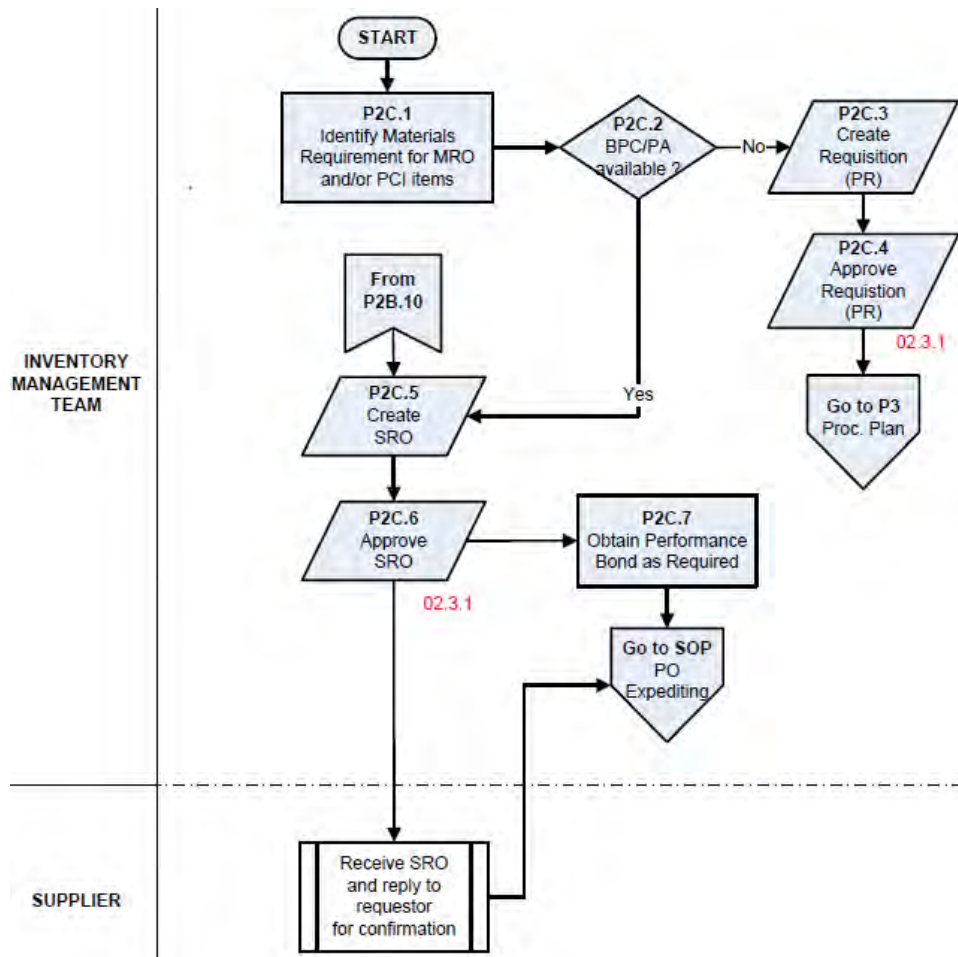 START
P2C.1
Identify Materials
Requirement for MRO
and/or PCI items
P2C.2
BPC/PA
available ?
No
P2C.3
Create
Requisition
(PR)
P2C.4
Approve
Requistion
(PR)
02.3.1
Go to P3
Proc. Plan
From
P2B.10
INVENTORY
MANAGEMENT
TEAM
P2C.5
Create
SRO
Yes
P2C.6
Approve
SRO
02.3.1
P2C.7
Obtain Performance
Bond as Required
Go to SOP
PO
Expediting
SUPPLIER
Receive SRO
and reply to
requestor
for confirmation